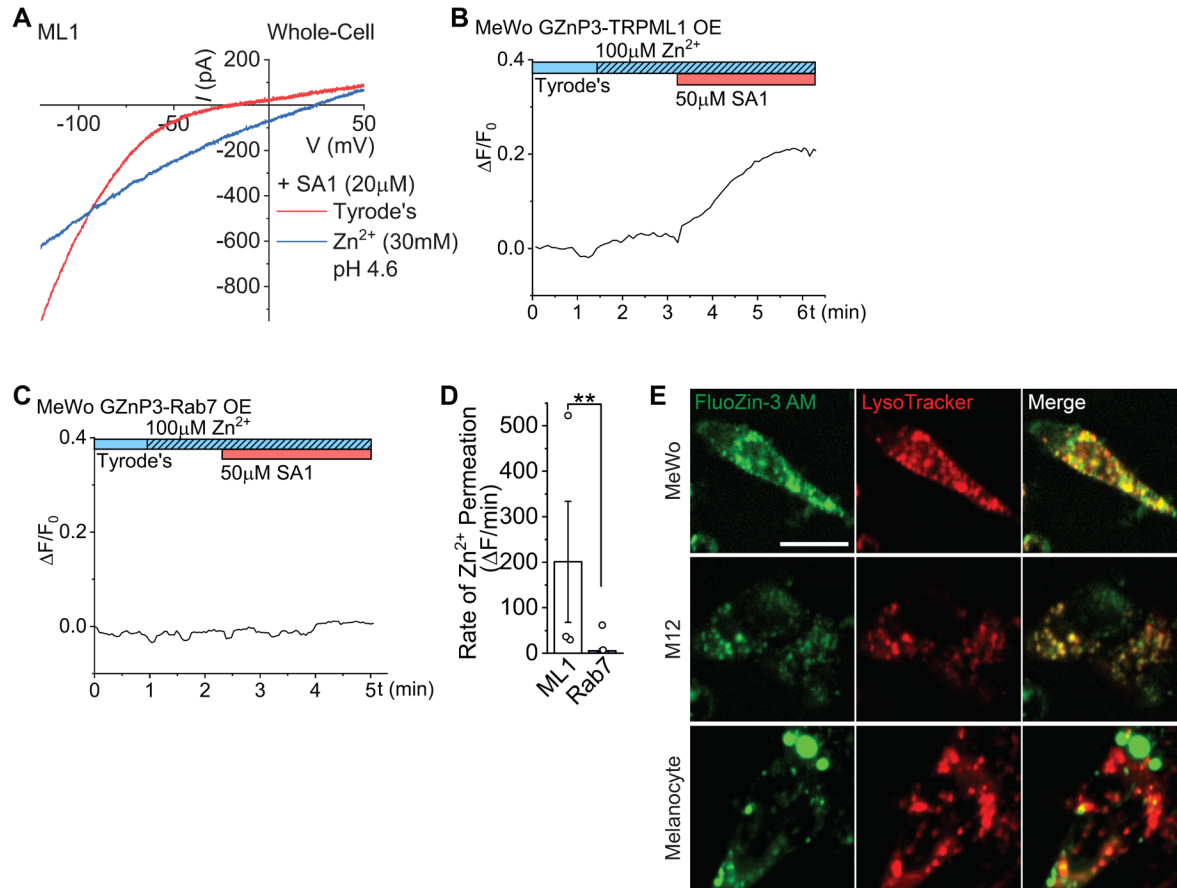 A
ML1
Whole-Cell
I (pA)
200
-100
-50
50
V (mV)
-200
-400
-600
-800
+ SA1 (20μM)
Tyrode's
Zn²⁺ (30mM)
pH 4.6
B
MeWo GZnP3-TRPML1 OE
100μM Zn²⁺
Tyrode's
50μM SA1
ΔF/F₀
0.4
0.2
0.0
0 1 2 3 4 5 6 t (min)
C
MeWo GZnP3-Rab7 OE
100μM Zn²⁺
Tyrode's
50μM SA1
ΔF/F₀
0.4
0.2
0.0
0 1 2 3 4 5 t (min)
D
**
Rate of Zn²⁺ Permeation
(ΔF/min)
500
400
300
200
100
0
ML1
Rab7
E
FluoZin-3 AM
LysoTracker
Merge
MeWo
M12
Melanocyte